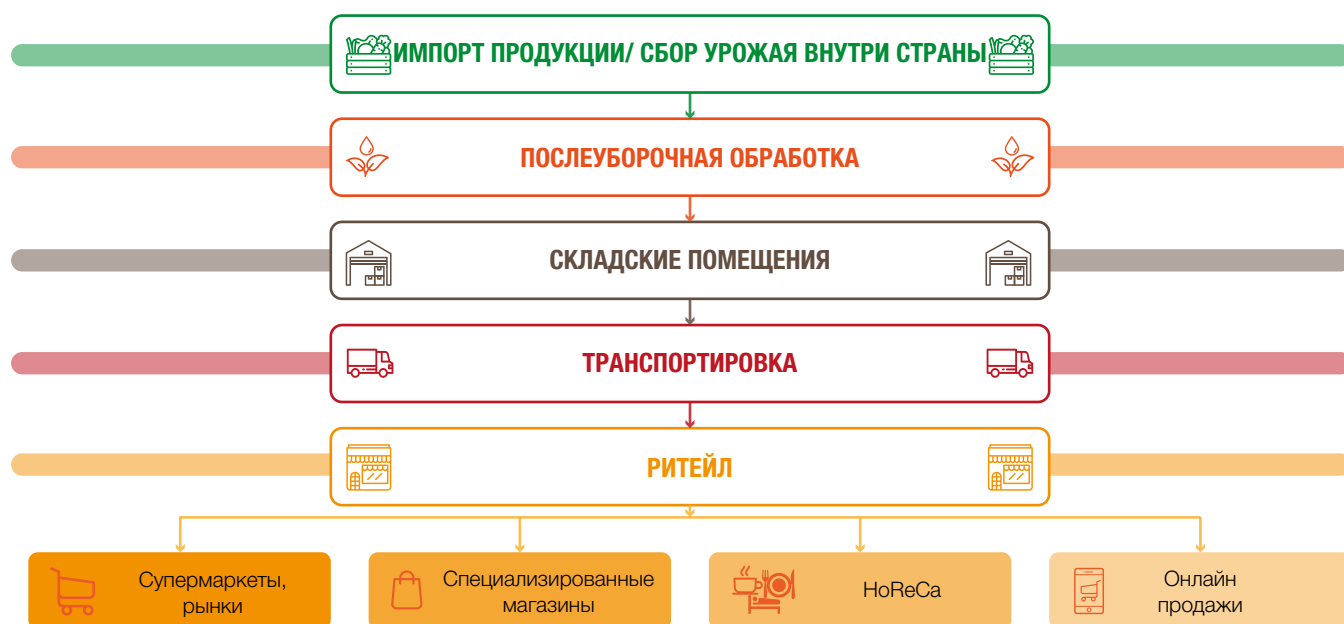 ИМПОРТ ПРОДУКЦИИ/ СБОР УРОЖАЯ ВНУТРИ СТРАНЫ
ПОСЛЕУБОРОЧНАЯ ОБРАБОТКА
СКЛАДСКИЕ ПОМЕЩЕНИЯ
ТРАНСПОРТИРОВКА
РИТЕЙЛ
Супермаркеты,
рынки
Специализированные
магазины
HoReCa
Онлайн
продажи